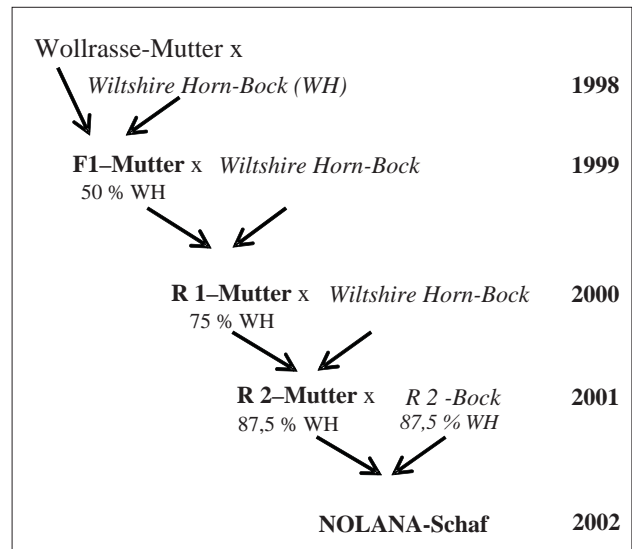 Wollrasse-Mutter x
Wiltshire Horn-Bock (WH) 1998
F1–Mutter x Wiltshire Horn-Bock 1999
50 % WH
R 1–Mutter x Wiltshire Horn-Bock 2000
75 % WH
R 2–Mutter x R 2 -Bock 2001
87,5 % WH 87,5 % WH
NOLANA-Schaf 2002